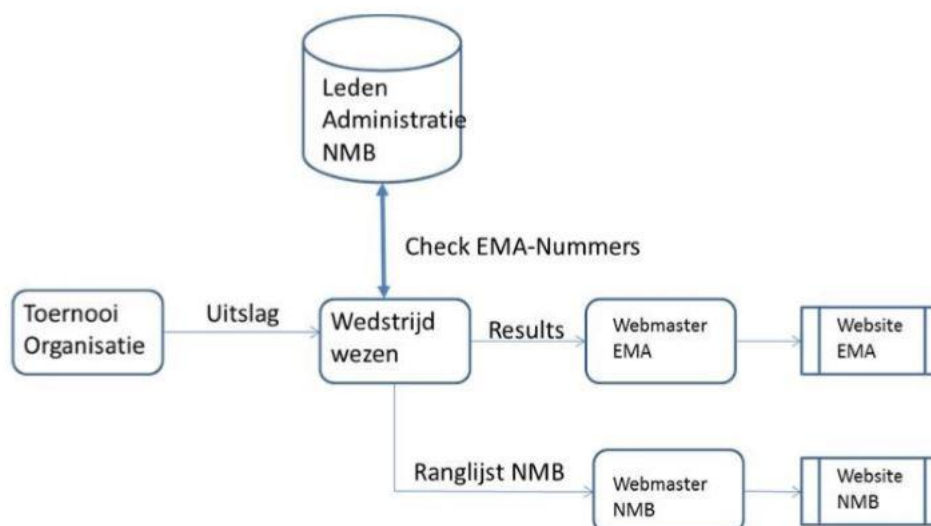 Leden
Administratie
NMB
Check EMA-Nummers
Toernooi
Organisatie
Uitslag
Wedstrijd
wezen
Results
Webmaster
EMA
Website
EMA
Ranglijst NMB
Webmaster
NMB
Website
NMB